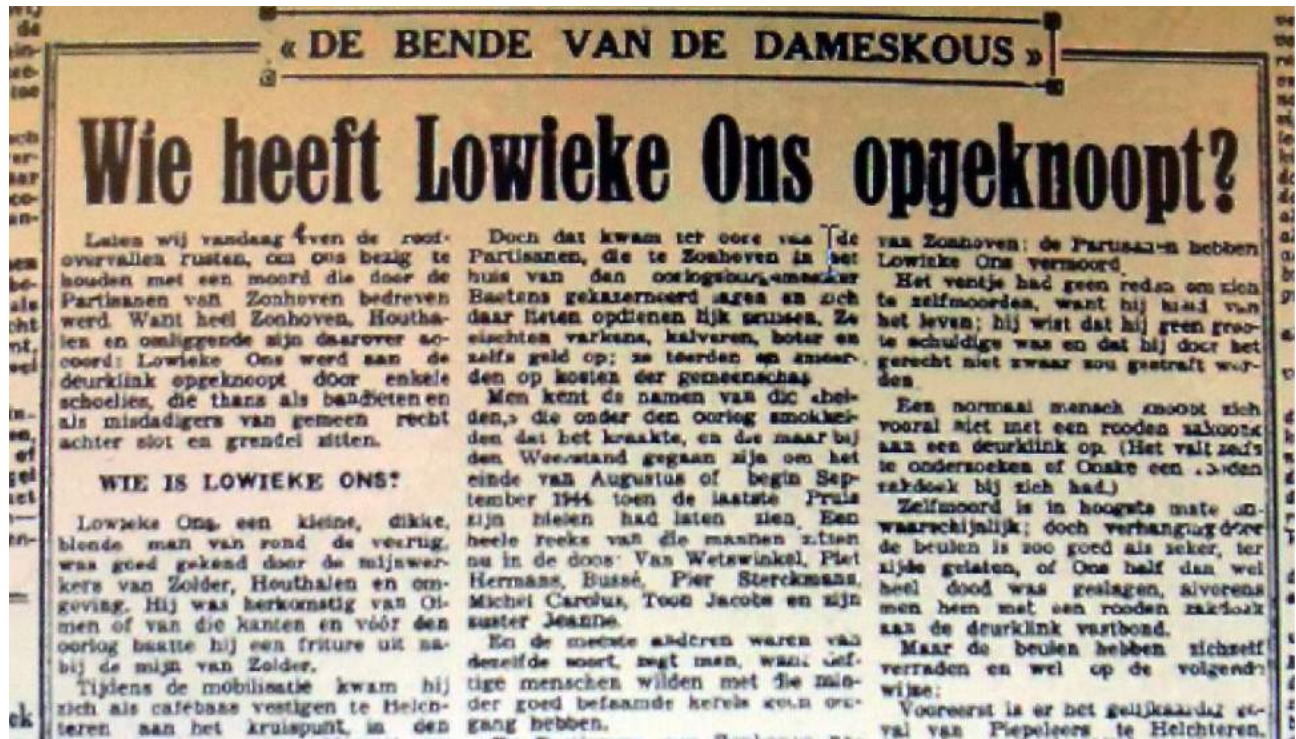 « DE BENDE VAN DE DAMESKOUS »
Wie heeft Lowieke Ons opgeknoopt?
Laten wij vandaag even de roof-
overvallen rusten, om ons bezig te
houden met een moord die door de
Partisanen van Zonhoven bedreven
werd. Want heel Zonhoven, Houtha-
len en omliggende zijn daarover ac-
coord: Lowieke Ons werd aan de
deurklink opgeknoopt door enkele
schoelies, die thans als bandieten en
als misdadigers van gemeen recht
achter slot en grendel zitten.
WIE IS LOWIEKE ONS?
Lowieke Ons, een kleine, dikke,
blonde man van rond de veertig,
was goed gekend door de mijnwer-
kers van Zolder, Houthalen en om-
geving. Hij was herkomstig van Ol-
men of van die kanten en vóór den
oorlog baatte hij een friture uit na-
bij de mijn van Zolder.
Tijdens de mobilisatie kwam hij
zich als cafébaas vestigen te Helch-
teren aan het kruispunt, in den
Doch dat kwam ter oore van de
Partisanen, die te Zonhoven in het
huis van den oorlogsburgemeester
Baetens gekazerneerd lagen en zich
daar lieten opdienen lijk pruisen. Ze
eischten varkens, kalveren, boter en
zelfs geld op; ze teerden en smeer-
den op kosten der gemeenschap
Men kent de namen van die «hel-
den,» die onder den oorlog smokkel-
den dat het kraakte, en die maar bij
den Weerstand gegaan zijn om het
einde van Augustus of begin Sep-
tember 1944 toen de laatste Pruis
zijn hielen had laten zien. Een
heele reeks van die mannen zitten
nu in de doos: Van Wetswinkel, Piet
Hermans, Bussé, Pier Sterckmans,
Michel Carolus, Toon Jacobs en zijn
zuster Jeanne.
En de meeste anderen waren van
dezelfde soort, zegt man, want def-
tige menschen wilden met die min-
der goed befaamde kerels geen om-
gang hebben.
van Zonhoven: de Partisanen hebben
Lowieke Ons vermoord.
Het ventje had geen reden om zich
te zelfmoorden, want hij hield van
het leven; hij wist dat hij geen groo-
te schuldige was en dat hij door het
gerecht niet zwaar zou gestraft wor-
den.
Een normaal mensch knoopt zich
vooral niet met een rooden zakdoek
aan een deurklink op. (Het valt zelfs
te onderzoeken of Onske een rooden
zakdoek bij zich had.)
Zelfmoord is in hoogste mate on-
waarschijnlijk; doch verhanging door
de beulen is zoo goed als zeker, ter
zijde gelaten, of Ons half dan wel
heel dood was geslagen, alvorens
men hem met een rooden zakdoek
aan de deurklink vastbond.
Maar de beulen hebben zichzelf
verraden en wel op de volgende
wijze:
Vooreerst is er het gelijkaardig ge-
val van Piepeleers te Helchteren,